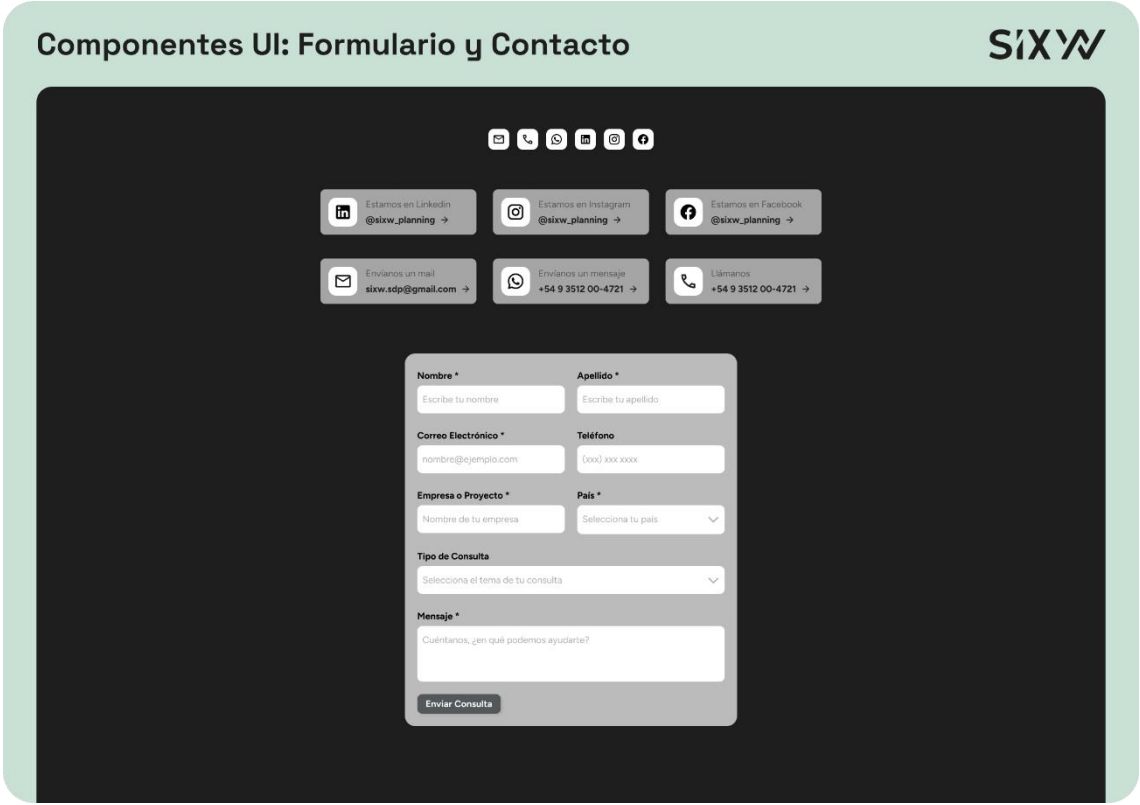 Componentes UI: Formulario y Contacto
SIXW
Estamos en Linkedin
@sixw_planning →
Estamos en Instagram
@sixw_planning →
Estamos en Facebook
@sixw_planning →
Envíanos un mail
sixw.sdp@gmail.com →
Envíanos un mensaje
+54 9 3512 00-4721 →
Llámanos
+54 9 3512 00-4721 →
Nombre *
Escribe tu nombre
Apellido *
Escribe tu apellido
Correo Electrónico *
nombre@ejemplo.com
Teléfono
(xxx) xxx xxxx
Empresa o Proyecto *
Nombre de tu empresa
País *
Selecciona tu país
Tipo de Consulta
Selecciona el tema de tu consulta
Mensaje *
Cuéntanos, ¿en qué podemos ayudarte?
Enviar Consulta